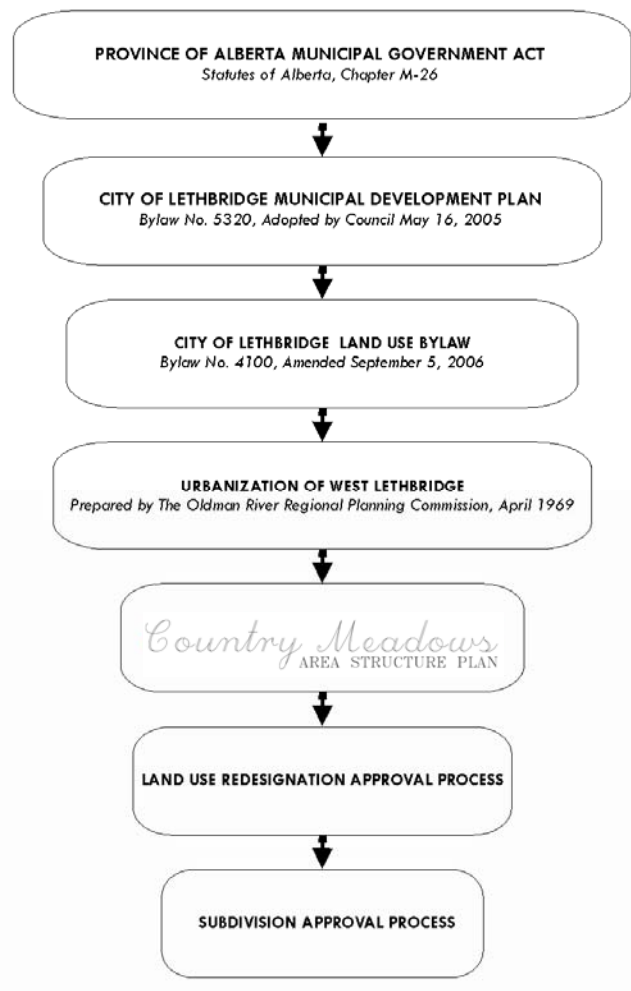 PROVINCE OF ALBERTA MUNICIPAL GOVERNMENT ACT
Statutes of Alberta, Chapter M-26
CITY OF LETHBRIDGE MUNICIPAL DEVELOPMENT PLAN
Bylaw No. 5320, Adopted by Council May 16, 2005
CITY OF LETHBRIDGE LAND USE BYLAW
Bylaw No. 4100, Amended September 5, 2006
URBANIZATION OF WEST LETHBRIDGE
Prepared by The Oldman River Regional Planning Commission, April 1969
Country Meadows
AREA STRUCTURE PLAN
LAND USE REDESIGNATION APPROVAL PROCESS
SUBDIVISION APPROVAL PROCESS